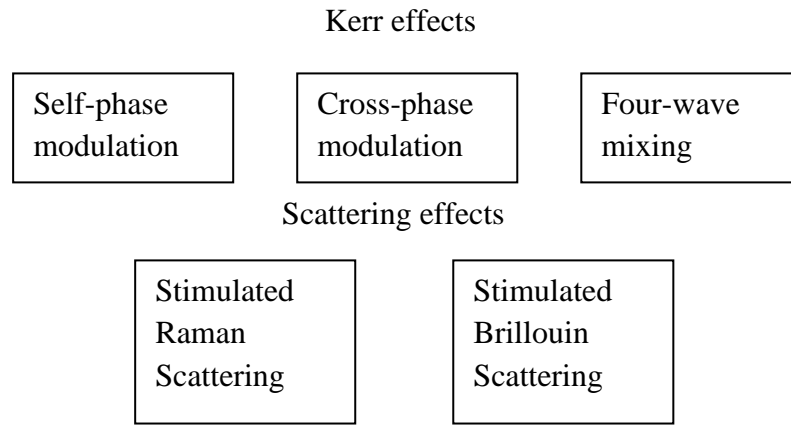 Kerr effects
Self-phase
modulation
Cross-phase
modulation
Four-wave
mixing
Scattering effects
Stimulated
Raman
Scattering
Stimulated
Brillouin
Scattering